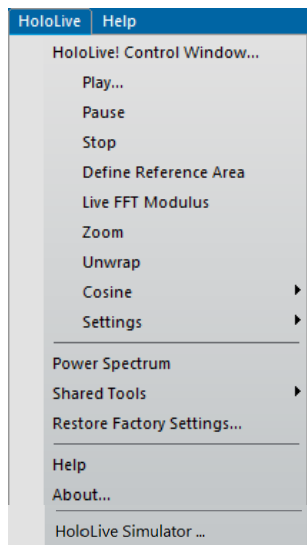 HoloLive Help
HoloLive! Control Window...
Play...
Pause
Stop
Define Reference Area
Live FFT Modulus
Zoom
Unwrap
Cosine
Settings
Power Spectrum
Shared Tools
Restore Factory Settings...
Help
About...
HoloLive Simulator ...